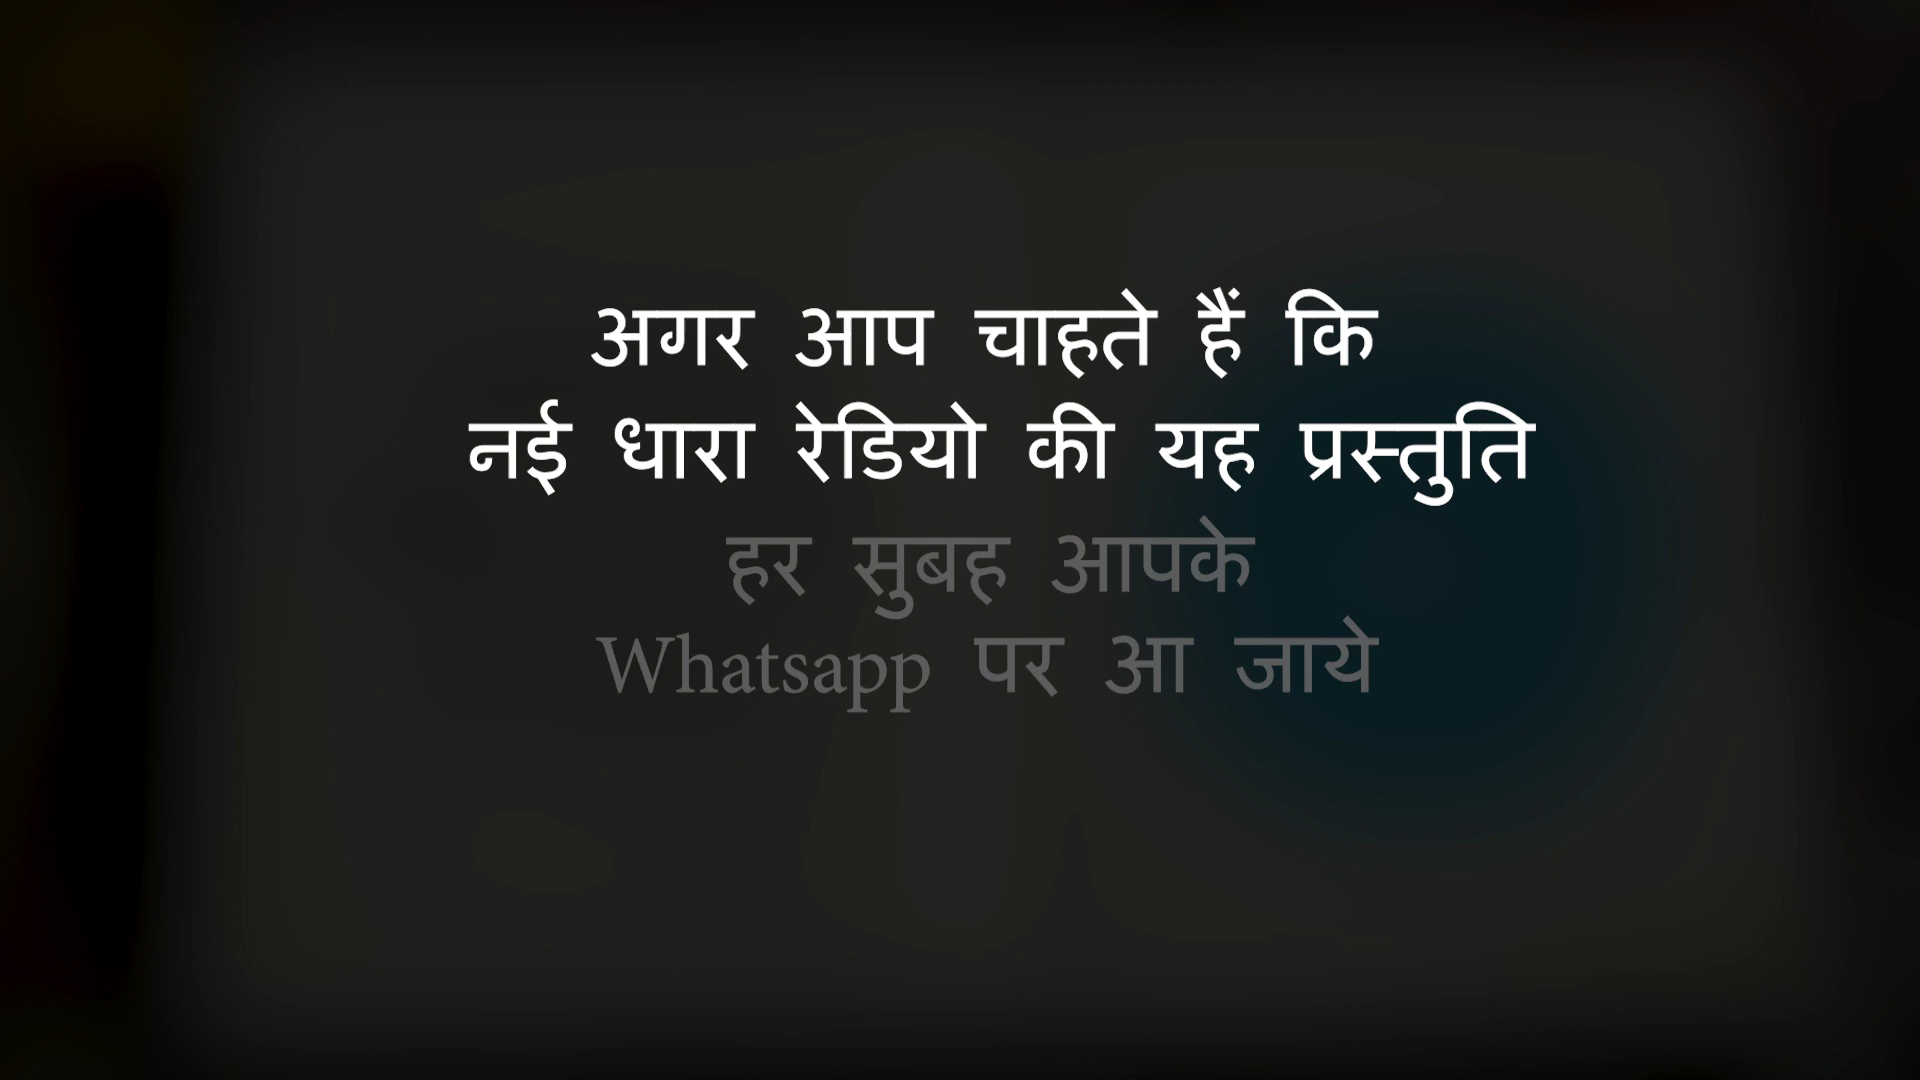 अगर आप चाहते हैं कि
नई धारा रेडियो की यह प्रस्तुति
हर सुबह आपके
Whatsapp पर आ जाये